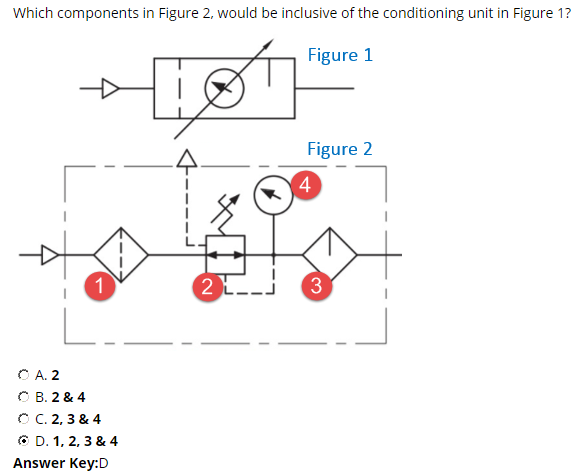 Which components in Figure 2, would be inclusive of the conditioning unit in Figure 1?
Figure 1
Figure 2
4
1
2
3
A. 2
B. 2 & 4
C. 2, 3 & 4
D. 1, 2, 3 & 4
Answer Key:D